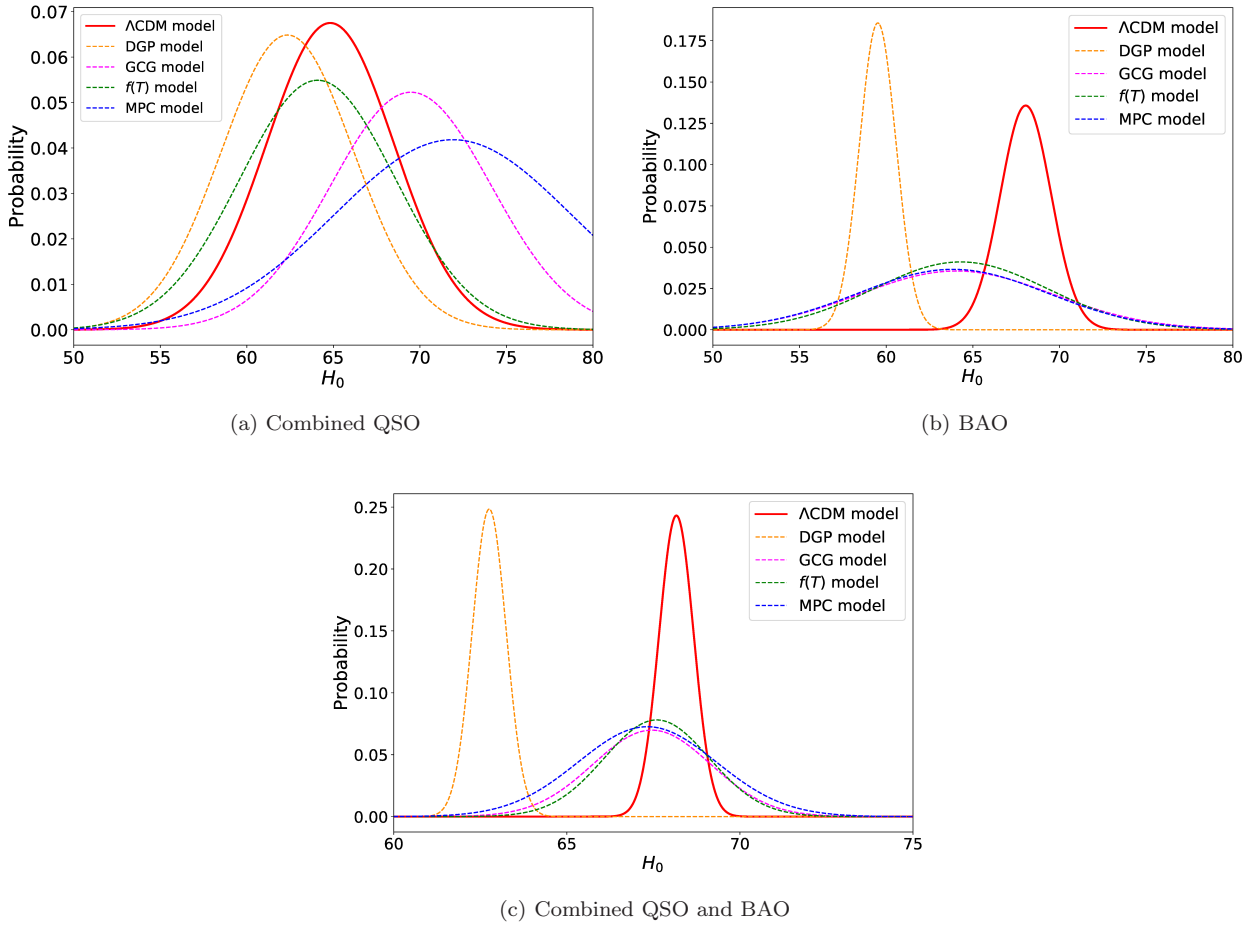 0.07
0.06
0.05
0.04
0.03
0.02
0.01
0.00
Probability
50 55 60 65 70 75 80
H₀
ΛCDM model
DGP model
GCG model
f(T) model
MPC model
(a) Combined QSO
0.175
0.150
0.125
0.100
0.075
0.050
0.025
0.000
Probability
50 55 60 65 70 75 80
H₀
ΛCDM model
DGP model
GCG model
f(T) model
MPC model
(b) BAO
0.25
0.20
0.15
0.10
0.05
0.00
Probability
60 65 70 75
H₀
ΛCDM model
DGP model
GCG model
f(T) model
MPC model
(c) Combined QSO and BAO